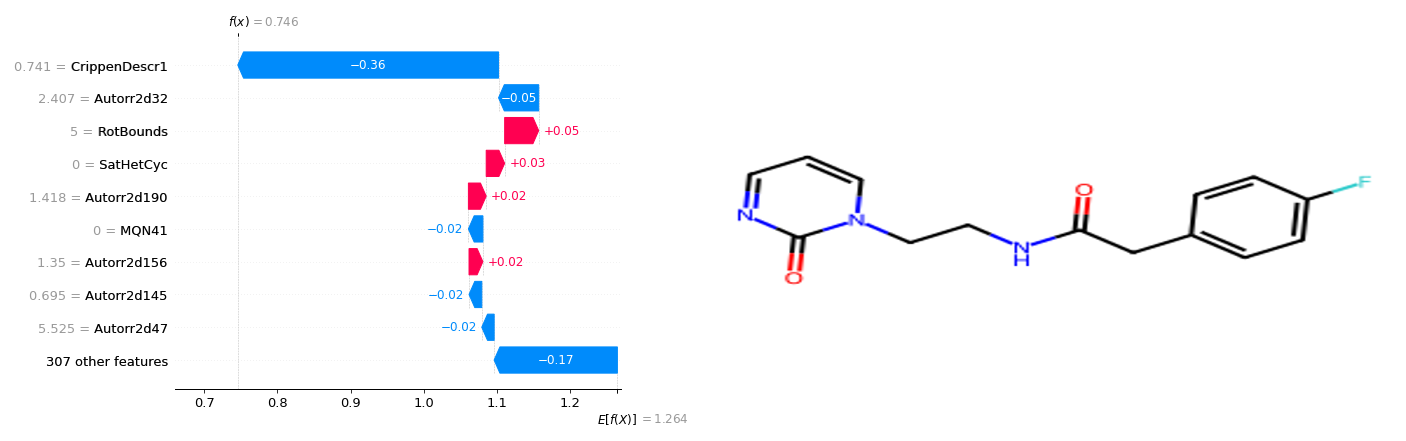 f(x) = 0.746
0.741 = CrippenDescr1
−0.36
2.407 = Autorr2d32
−0.05
5 = RotBounds
+0.05
0 = SatHetCyc
+0.03
1.418 = Autorr2d190
+0.02
0 = MQN41
−0.02
1.35 = Autorr2d156
+0.02
0.695 = Autorr2d145
−0.02
5.525 = Autorr2d47
−0.02
307 other features
−0.17
0.7 0.8 0.9 1.0 1.1 1.2
E[f(X)] = 1.264
F
O
N
N
N
H
O